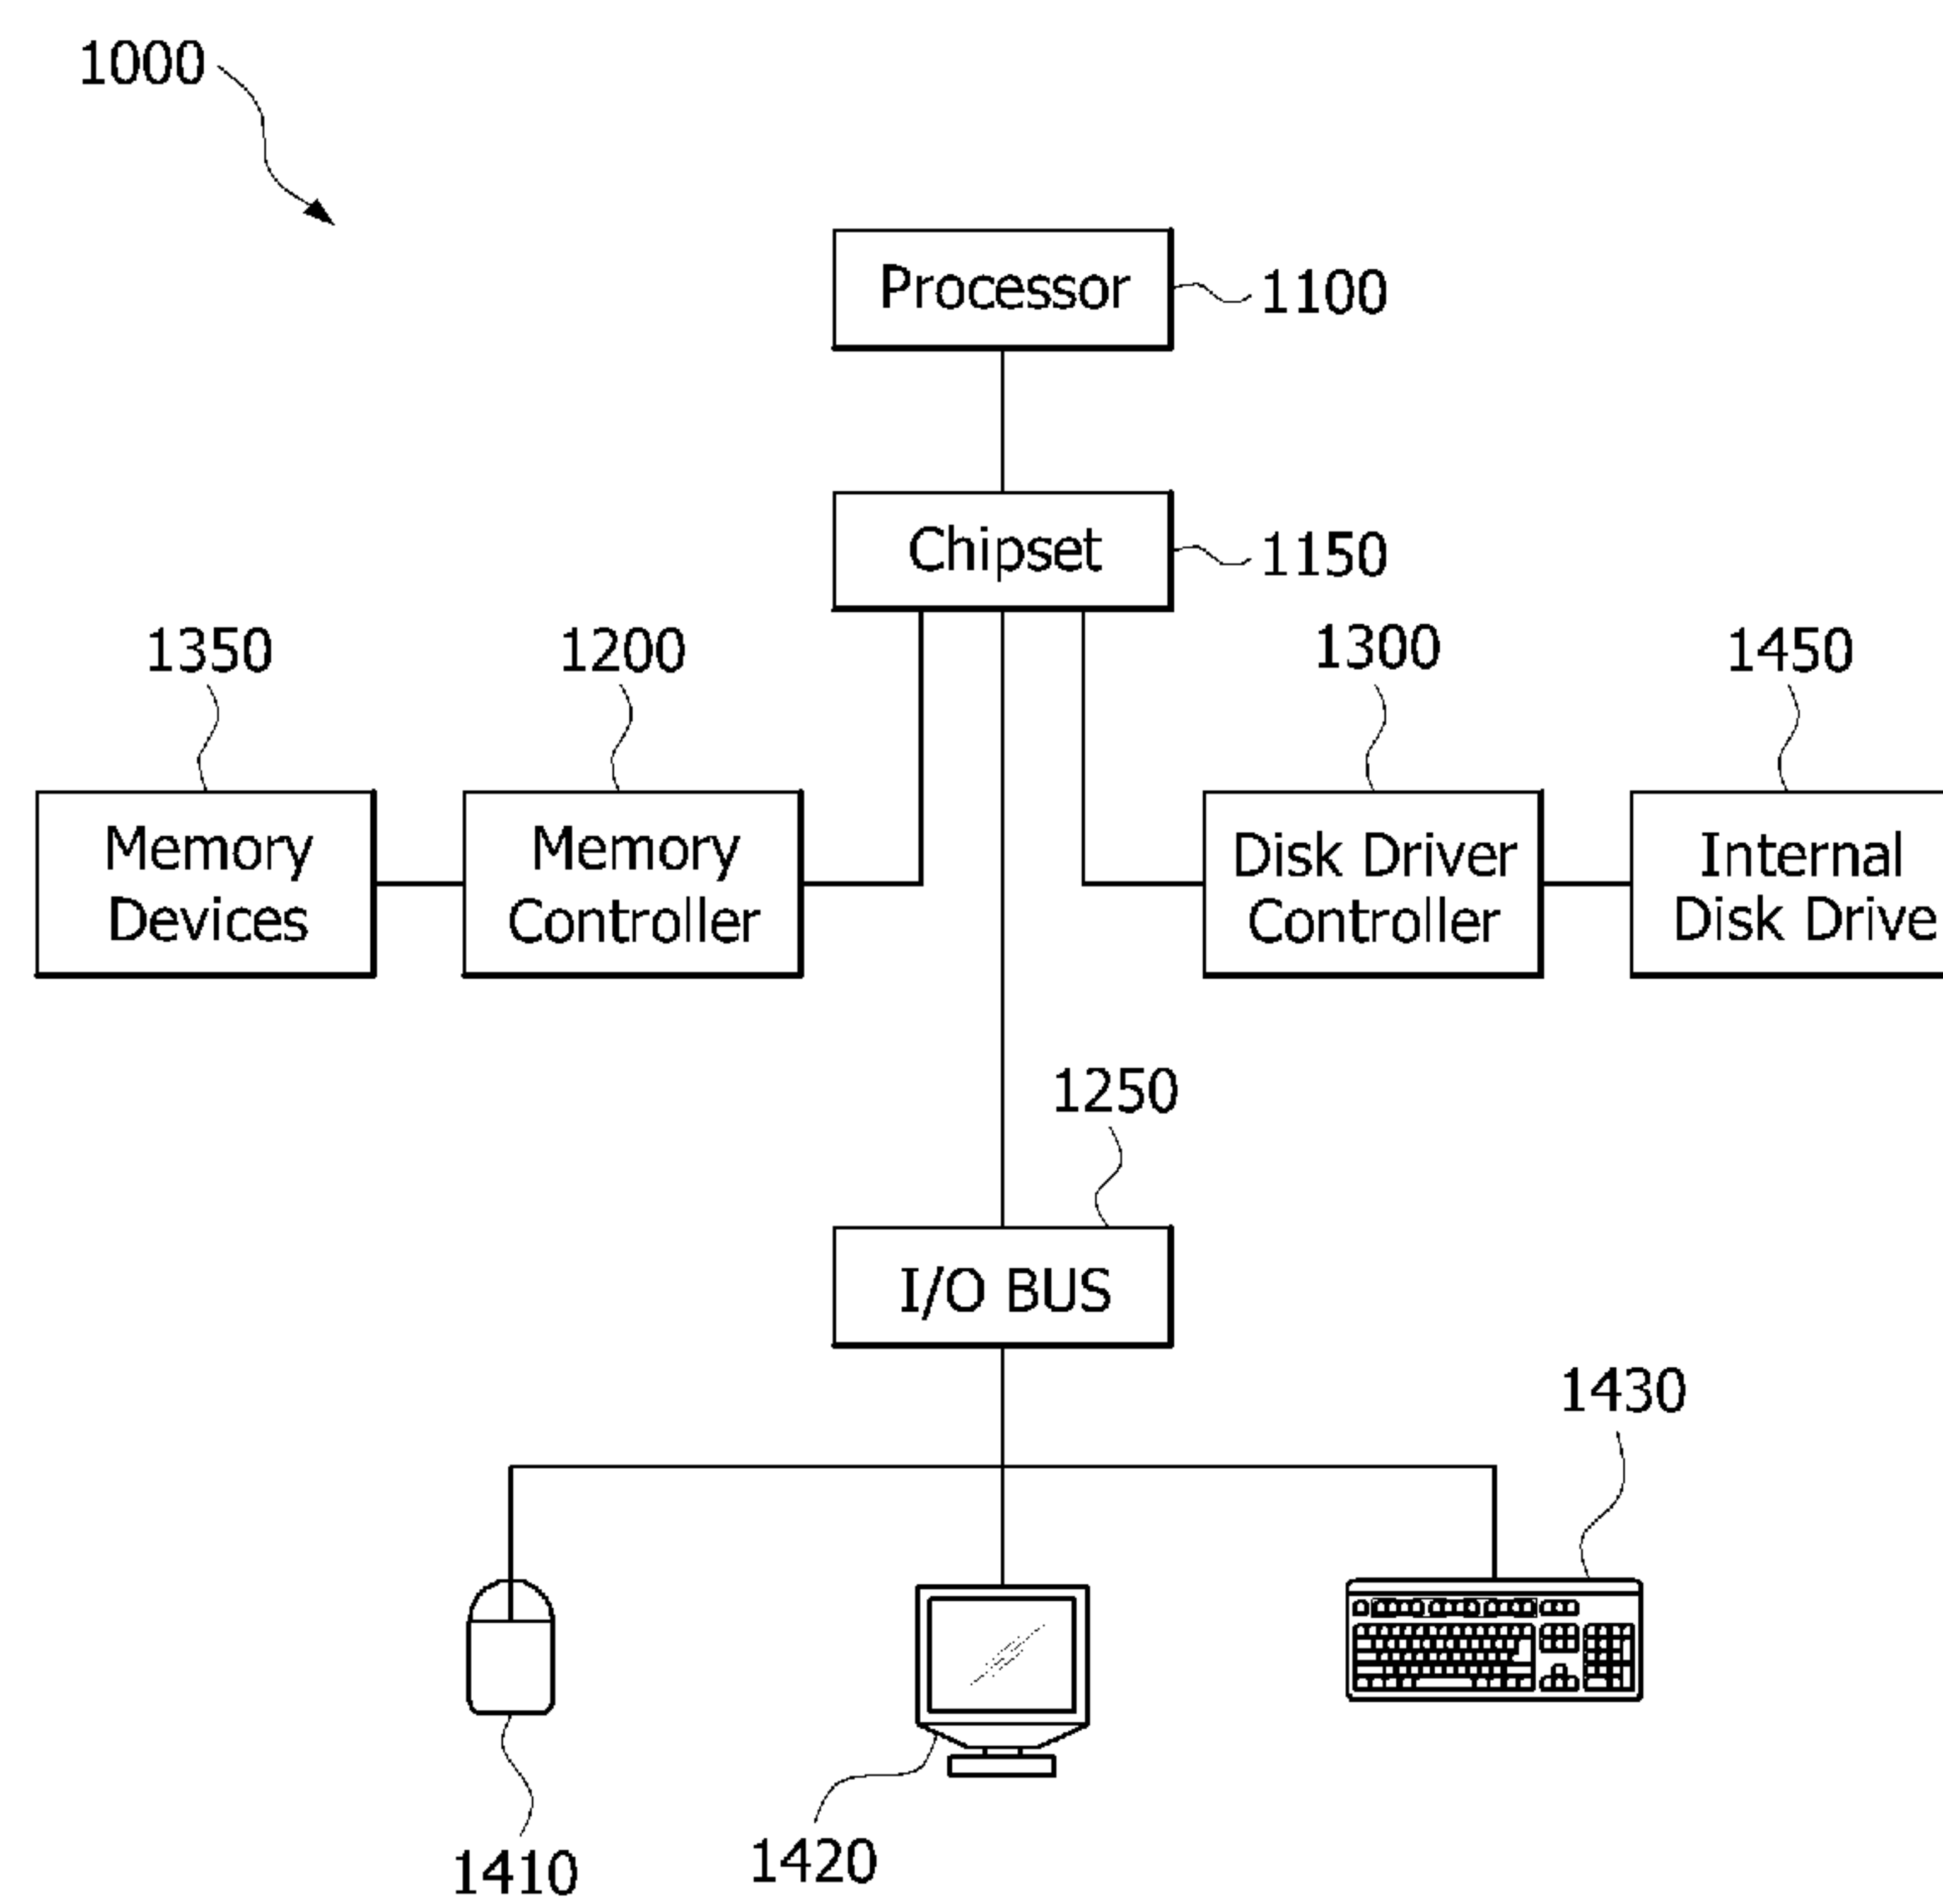 1000
Processor
1100
Chipset
1150
1350
1200
1300
1450
Memory
Devices
Memory
Controller
Disk Driver
Controller
Internal
Disk Drive
1250
I/O BUS
1430
1410
1420